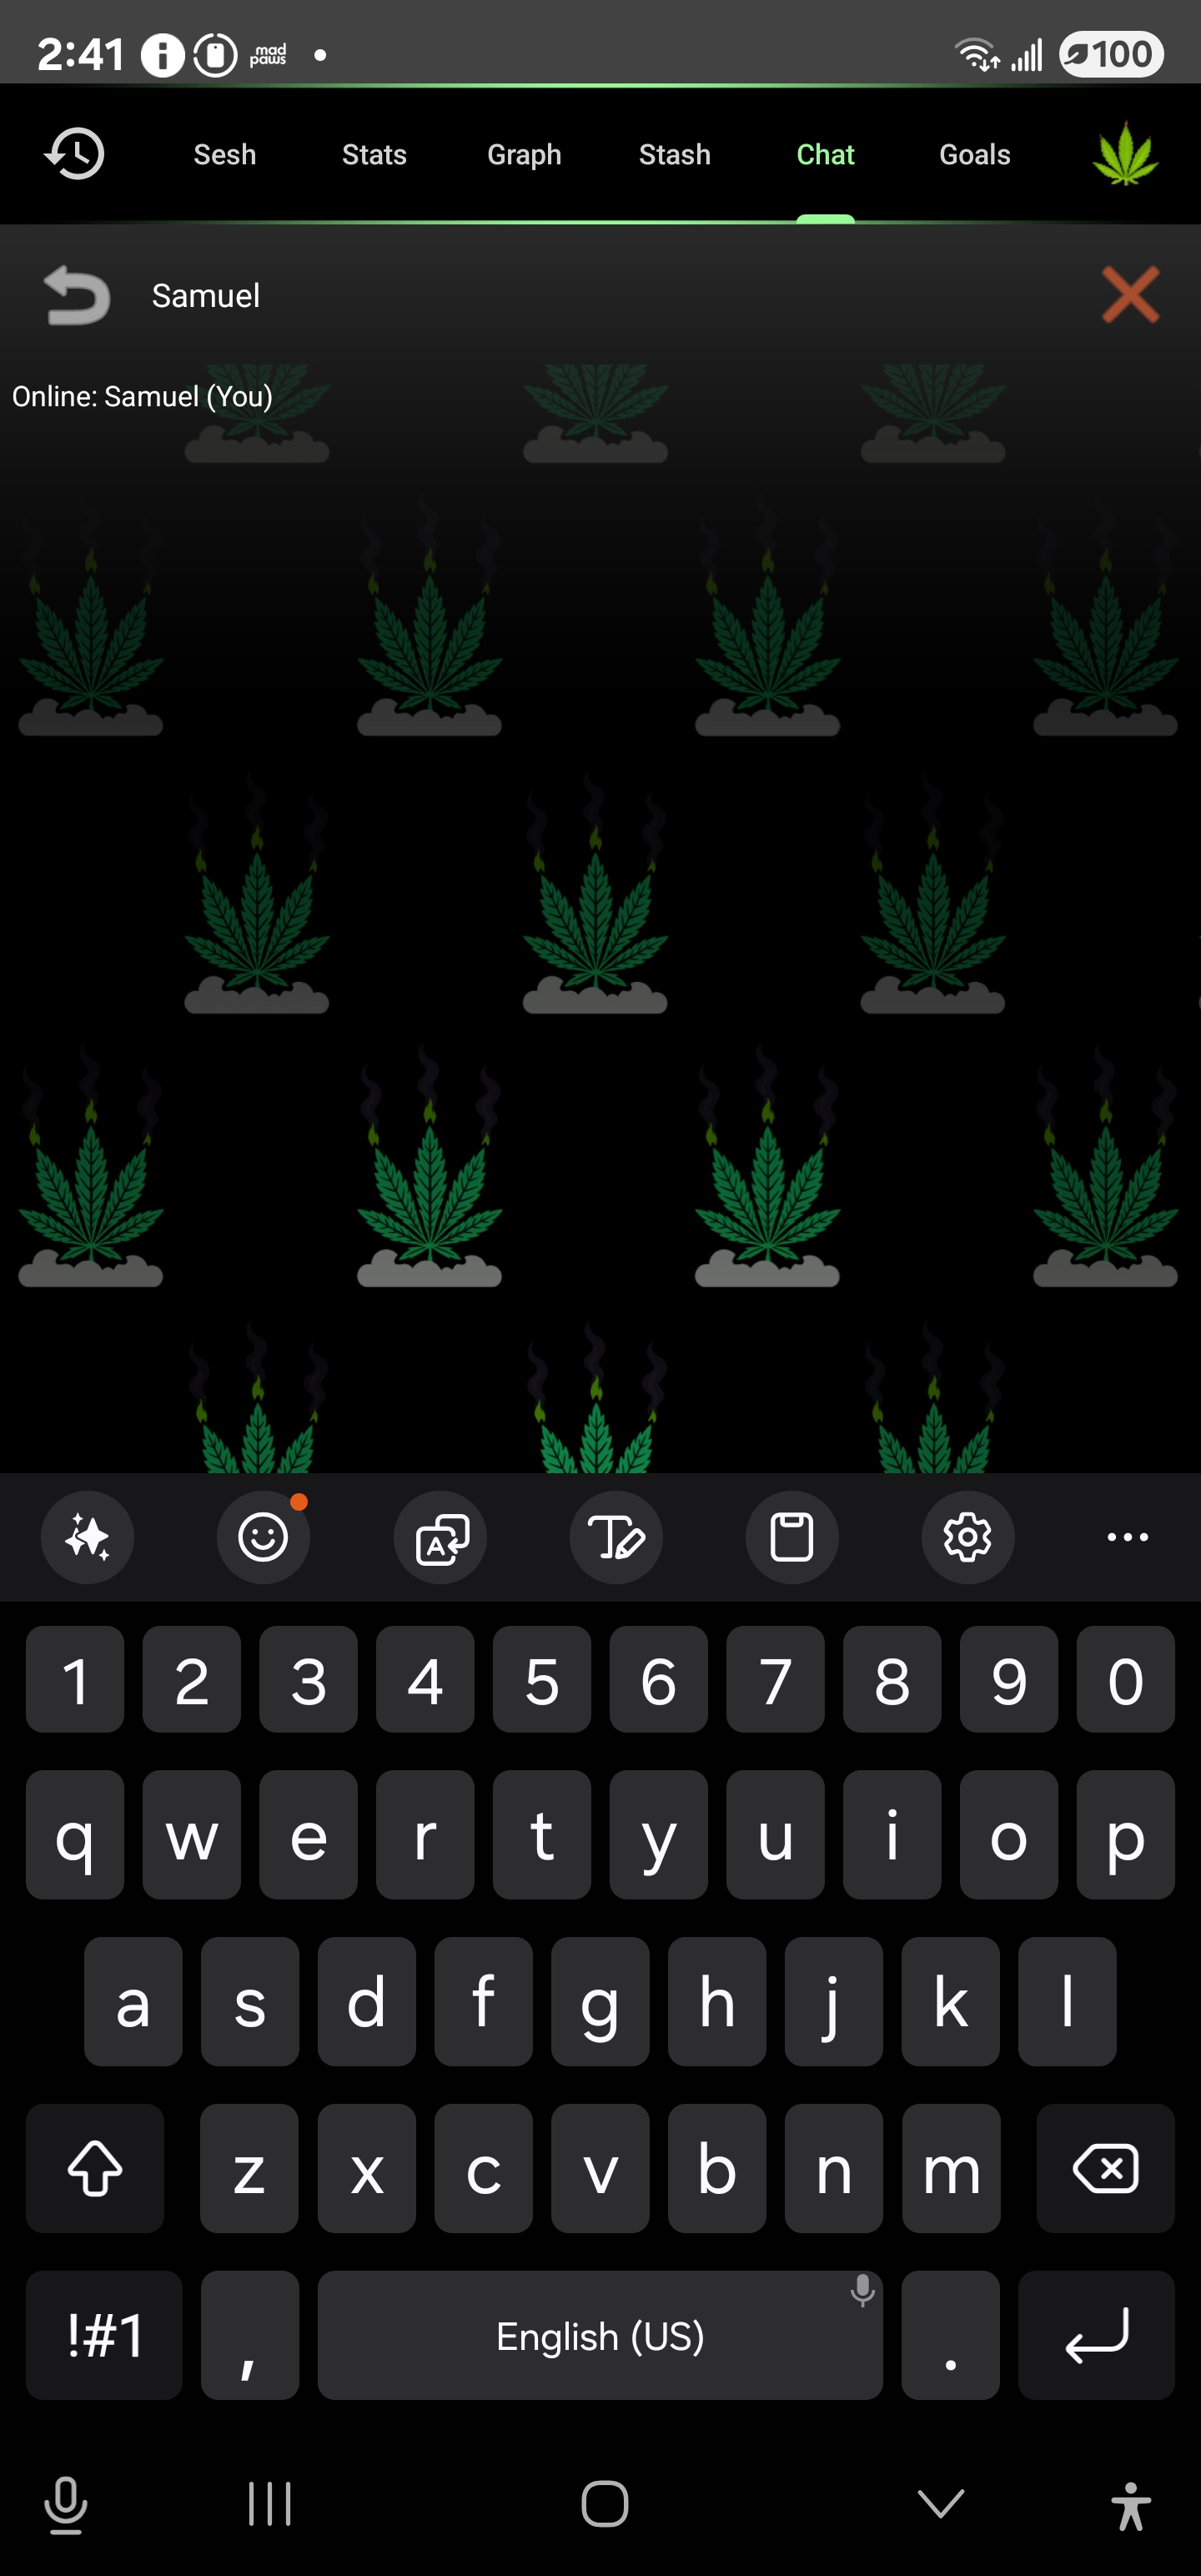 2:41 mad paws 100
Sesh Stats Graph Stash Chat Goals
Samuel
Online: Samuel (You)
1 2 3 4 5 6 7 8 9 0
q w e r t y u i o p
a s d f g h j k l
z x c v b n m
!#1 , English (US) .